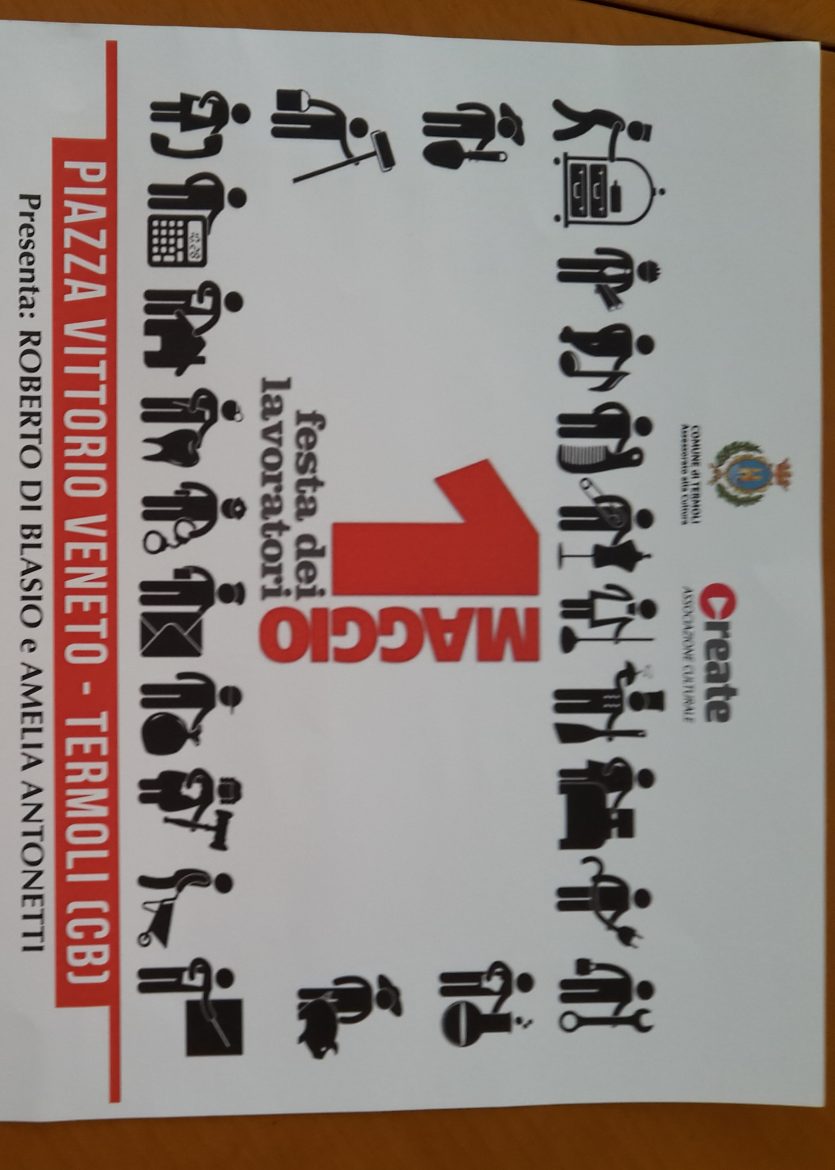 COMUNE di TERMOLI
Assessorato alla Cultura
Create
ASSOCIAZIONE CULTURALE
1
MAGGIO
festa dei
lavoratori
PIAZZA VITTORIO VENETO - TERMOLI (CB)
Presenta: ROBERTO DI BLASIO e AMELIA ANTONETTI